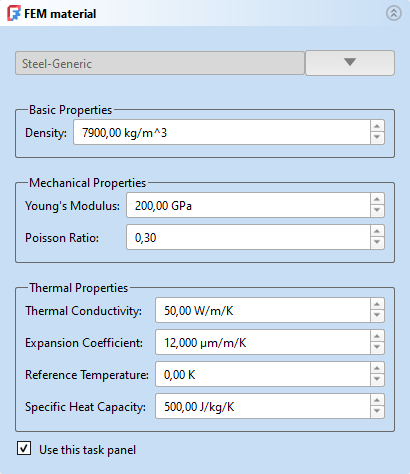 FEM material
Steel-Generic
Basic Properties
Density: 7900,00 kg/m^3
Mechanical Properties
Young's Modulus: 200,00 GPa
Poisson Ratio: 0,30
Thermal Properties
Thermal Conductivity: 50,00 W/m/K
Expansion Coefficient: 12,000 µm/m/K
Reference Temperature: 0,00 K
Specific Heat Capacity: 500,00 J/kg/K
Use this task panel